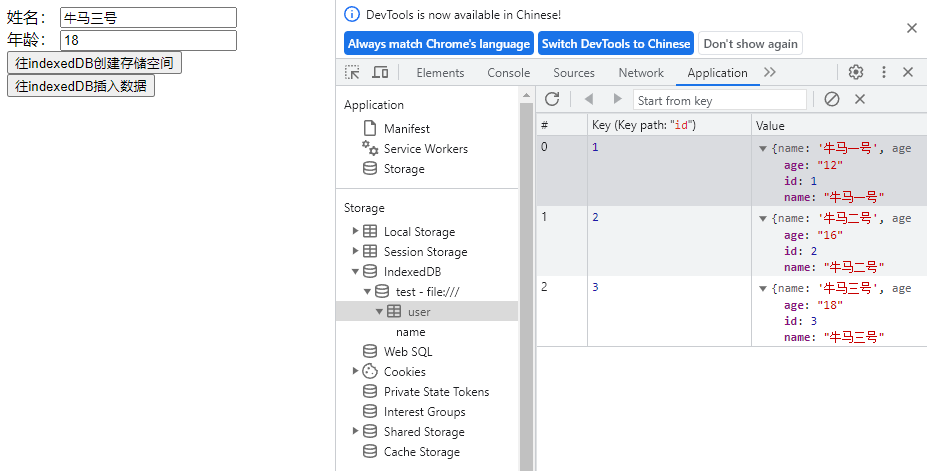 姓名： 牛马三号
年龄： 18
往indexedDB创建存储空间
往indexedDB插入数据
DevTools is now available in Chinese!
Always match Chrome's language Switch DevTools to Chinese Don't show again
Elements Console Sources Network Application
Application
Manifest
Service Workers
Storage
Storage
Local Storage
Session Storage
IndexedDB
test - file:///
user
name
Web SQL
Cookies
Private State Tokens
Interest Groups
Shared Storage
Cache Storage
Start from key
# Key (Key path: "id") Value
0 1 {name: '牛马一号', age
age: "12"
id: 1
name: "牛马一号"
1 2 {name: '牛马二号', age
age: "16"
id: 2
name: "牛马二号"
2 3 {name: '牛马三号', age
age: "18"
id: 3
name: "牛马三号"